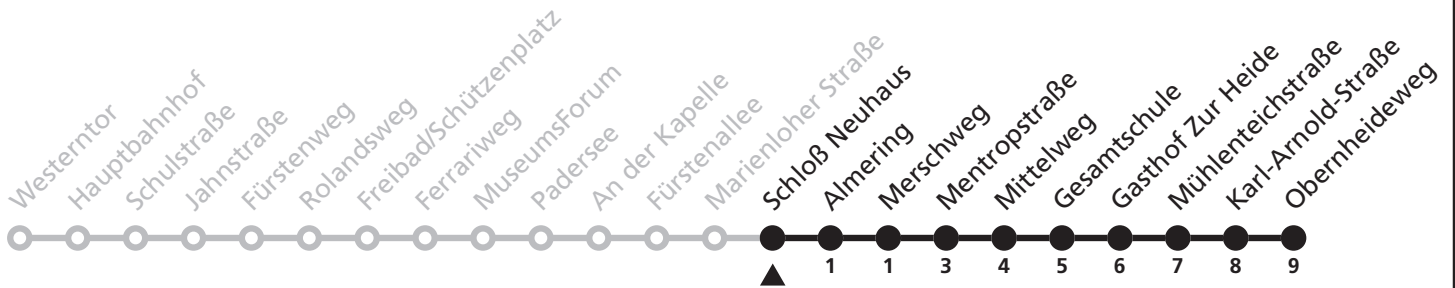 Westerntor
Hauptbahnhof
Schulstraße
Jahnstraße
Fürstenweg
Rolandsweg
Freibad/Schützenplatz
Ferrariweg
MuseumsForum
Padersee
An der Kapelle
Fürstenallee
Marienloher Straße
Schloß Neuhaus
Almering
Merschweg
Mentropstraße
Mittelweg
Gesamtschule
Gasthof Zur Heide
Mühlenteichstraße
Karl-Arnold-Straße
Obernheideweg
1 1 3 4 5 6 7 8 9